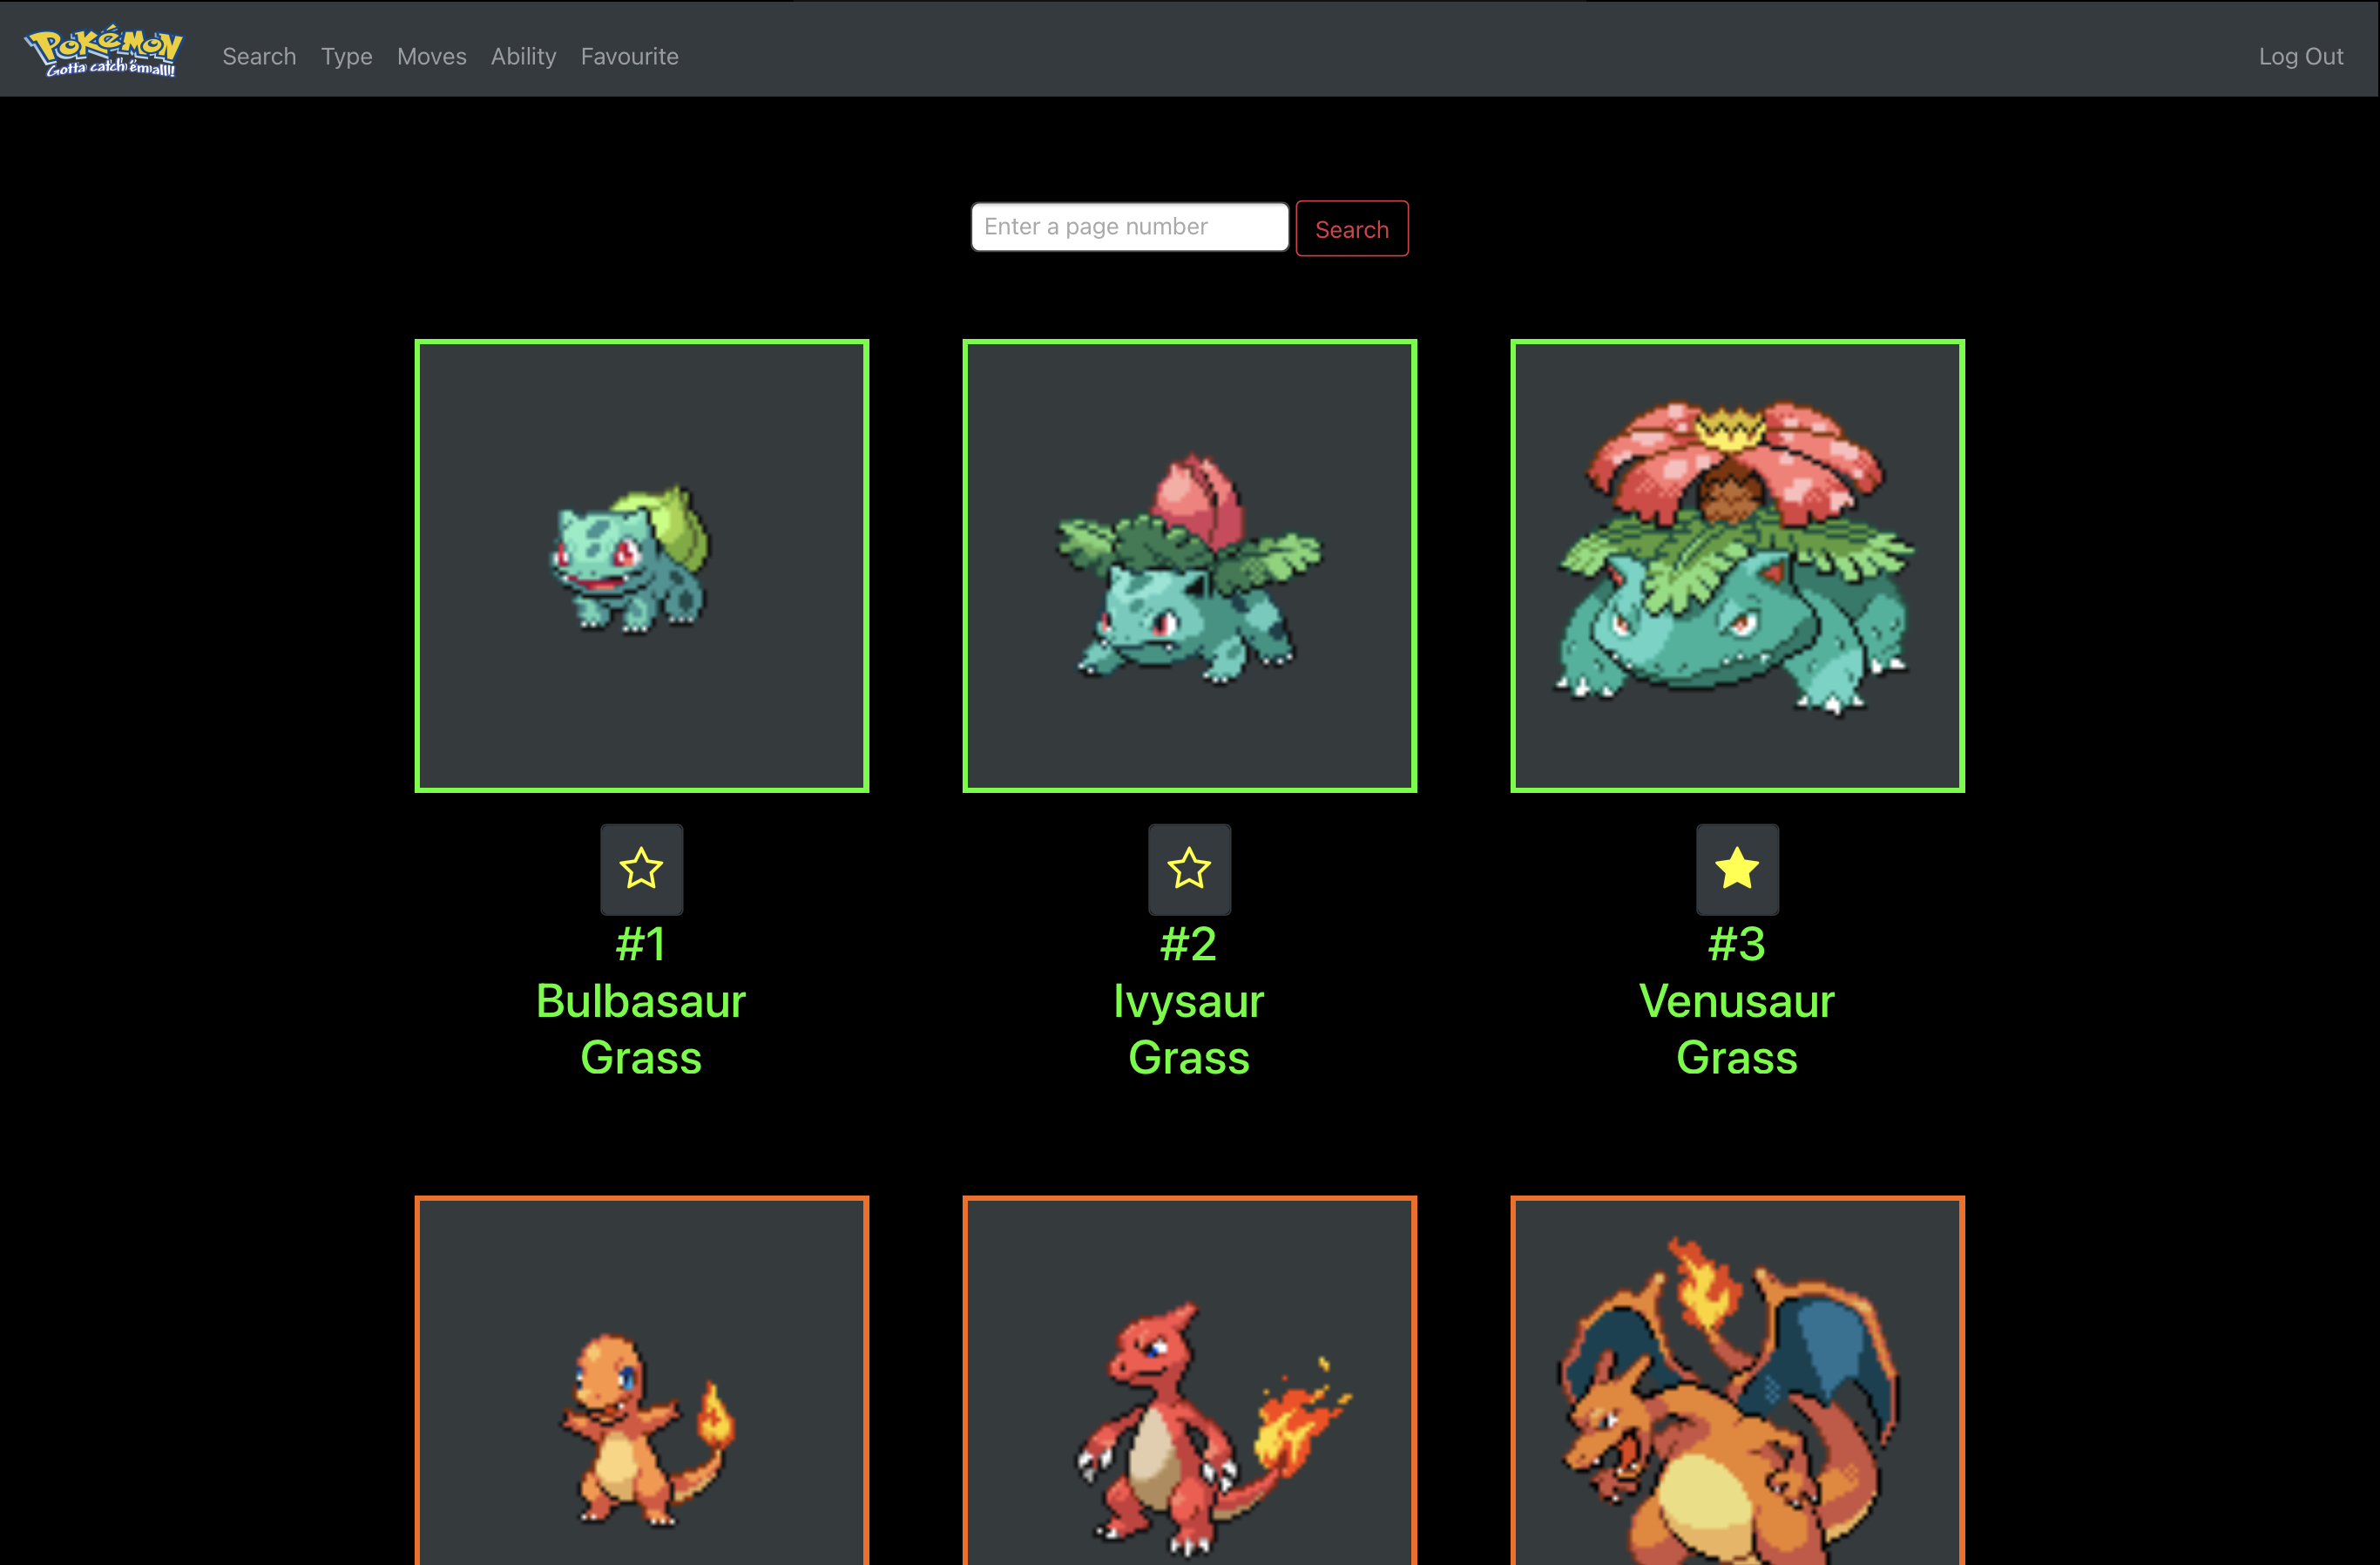 Pokémon
Gotta catch 'em all!!
Search Type Moves Ability Favourite Log Out
Enter a page number Search
#1 #2 #3
Bulbasaur Ivysaur Venusaur
Grass Grass Grass